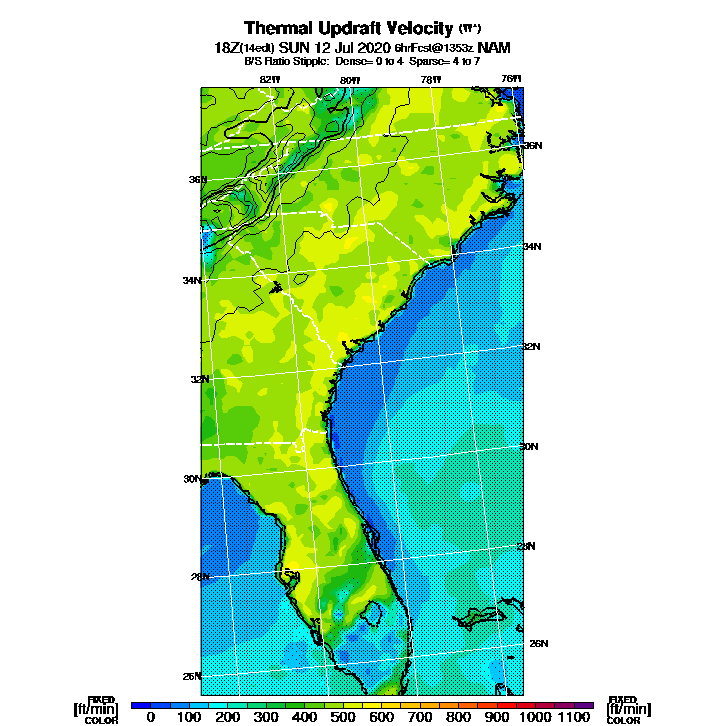 Thermal Updraft Velocity (W*)
18Z(14edt) SUN 12 Jul 2020 6hrFcst@1353z NAM
B/S Ratio Stipple: Dense= 0 to 4 Sparse= 4 to 7
82W 80W 78W 76W
36N
36N
34N
34N
32N
32N
30N
30N
28N
28N
26N
26N
FIXED FIXED
[ft/min] 0 100 200 300 400 500 600 700 800 900 1000 1100 [ft/min]
COLOR COLOR